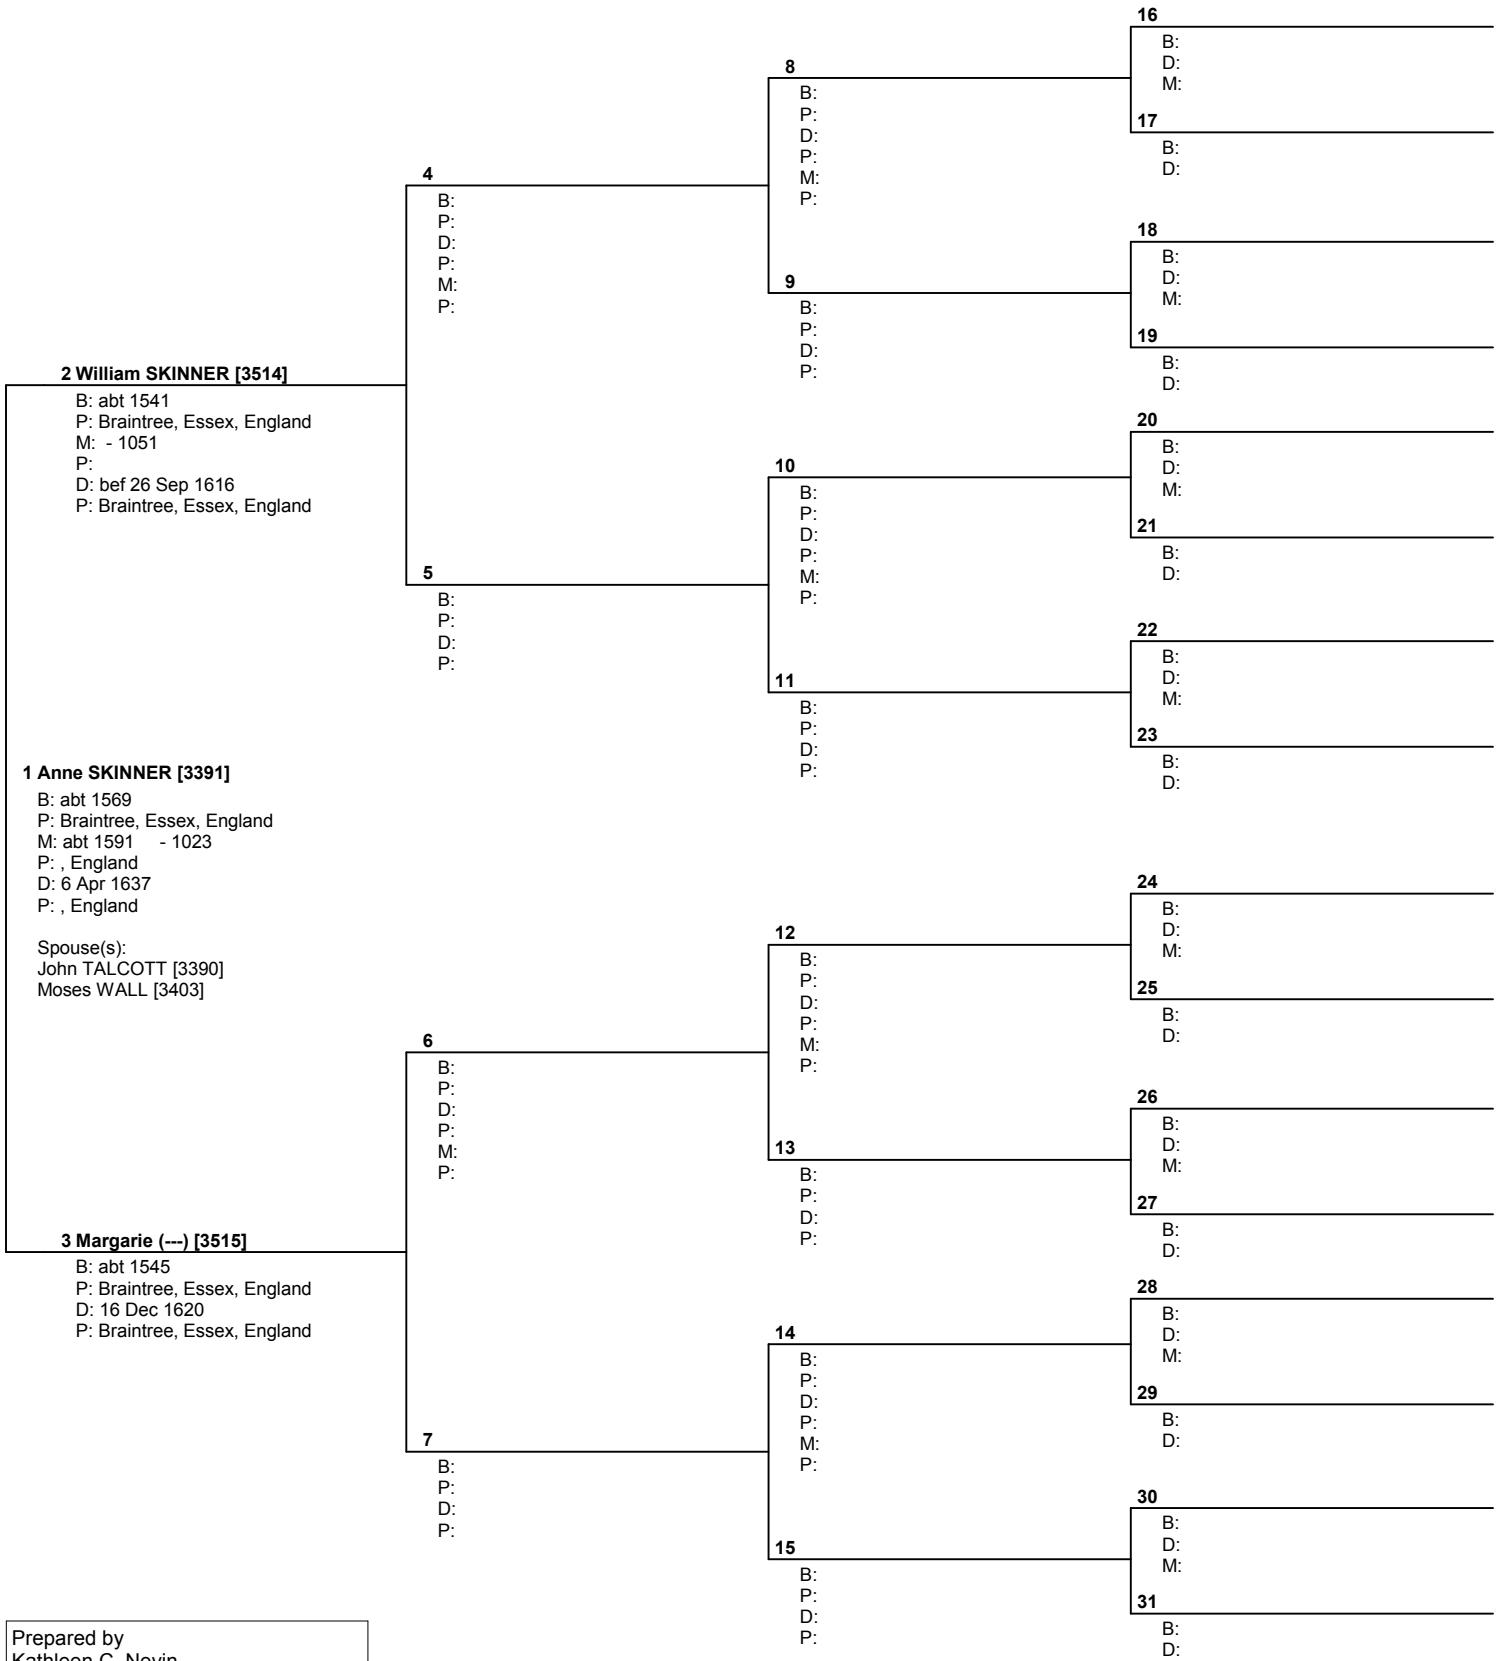 16
B:
D:
M:
8
B:
P:
D:
P:
M:
P:
17
B:
D:
4
B:
P:
D:
P:
M:
P:
18
B:
D:
M:
9
B:
P:
D:
P:
19
B:
D:
2 William SKINNER [3514]
B: abt 1541
P: Braintree, Essex, England
M: - 1051
P:
D: bef 26 Sep 1616
P: Braintree, Essex, England
20
B:
D:
M:
10
B:
P:
D:
P:
M:
P:
21
B:
D:
5
B:
P:
D:
P:
22
B:
D:
M:
11
B:
P:
D:
P:
23
B:
D:
1 Anne SKINNER [3391]
B: abt 1569
P: Braintree, Essex, England
M: abt 1591 - 1023
P: , England
D: 6 Apr 1637
P: , England
Spouse(s):
John TALCOTT [3390]
Moses WALL [3403]
24
B:
D:
M:
12
B:
P:
D:
P:
M:
P:
25
B:
D:
6
B:
P:
D:
P:
M:
P:
26
B:
D:
M:
13
B:
P:
D:
P:
27
B:
D:
3 Margarie (---) [3515]
B: abt 1545
P: Braintree, Essex, England
D: 16 Dec 1620
P: Braintree, Essex, England
28
B:
D:
M:
14
B:
P:
D:
P:
M:
P:
29
B:
D:
7
B:
P:
D:
P:
30
B:
D:
M:
15
B:
P:
D:
P:
31
B:
D:
Prepared by
Kathleen C. Nevin